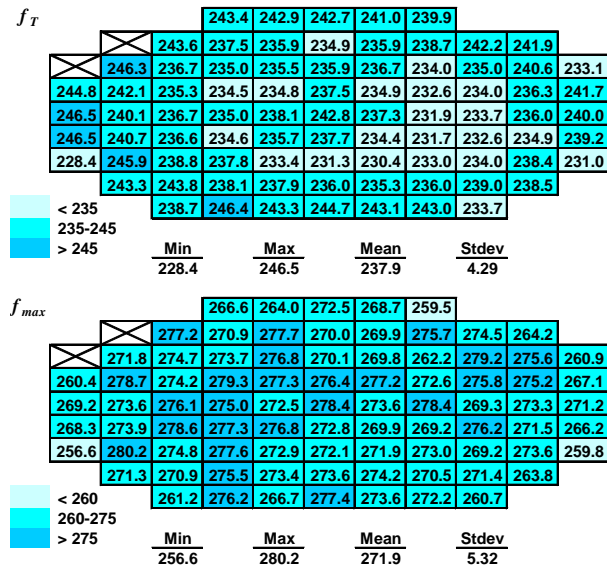 f_T
243.4 242.9 242.7 241.0 239.9
243.6 237.5 235.9 234.9 235.9 238.7 242.2 241.9
246.3 236.7 235.0 235.5 235.9 236.7 234.0 235.0 240.6 233.1
244.8 242.1 235.3 234.5 234.8 237.5 234.9 232.6 234.0 236.3 241.7
246.5 240.1 236.7 235.0 238.1 242.8 237.3 231.9 233.7 236.0 240.0
246.5 240.7 236.6 234.6 235.7 237.7 234.4 231.7 232.6 234.9 239.2
228.4 245.9 238.8 237.8 233.4 231.3 230.4 233.0 234.0 238.4 231.0
243.3 243.8 238.1 237.9 236.0 235.3 236.0 239.0 238.5
238.7 246.4 243.3 244.7 243.1 243.0 233.7
< 235
235-245
> 245
Min Max Mean Stdev
228.4 246.5 237.9 4.29
f_max
266.6 264.0 272.5 268.7 259.5
277.2 270.9 277.7 270.0 269.9 275.7 274.5 264.2
271.8 274.7 273.7 276.8 270.1 269.8 262.2 279.2 275.6 260.9
260.4 278.7 274.2 279.3 277.3 276.4 277.2 272.6 275.8 275.2 267.1
269.2 273.6 276.1 275.0 272.5 278.4 273.6 278.4 269.3 273.3 271.2
268.3 273.9 278.6 277.3 276.8 272.8 269.9 269.2 276.2 271.5 266.2
256.6 280.2 274.8 277.6 272.9 272.1 271.9 273.0 269.2 273.6 259.8
271.3 270.9 275.5 273.4 273.6 274.2 270.5 271.4 263.8
261.2 276.2 266.7 277.4 273.6 272.2 260.7
< 260
260-275
> 275
Min Max Mean Stdev
256.6 280.2 271.9 5.32